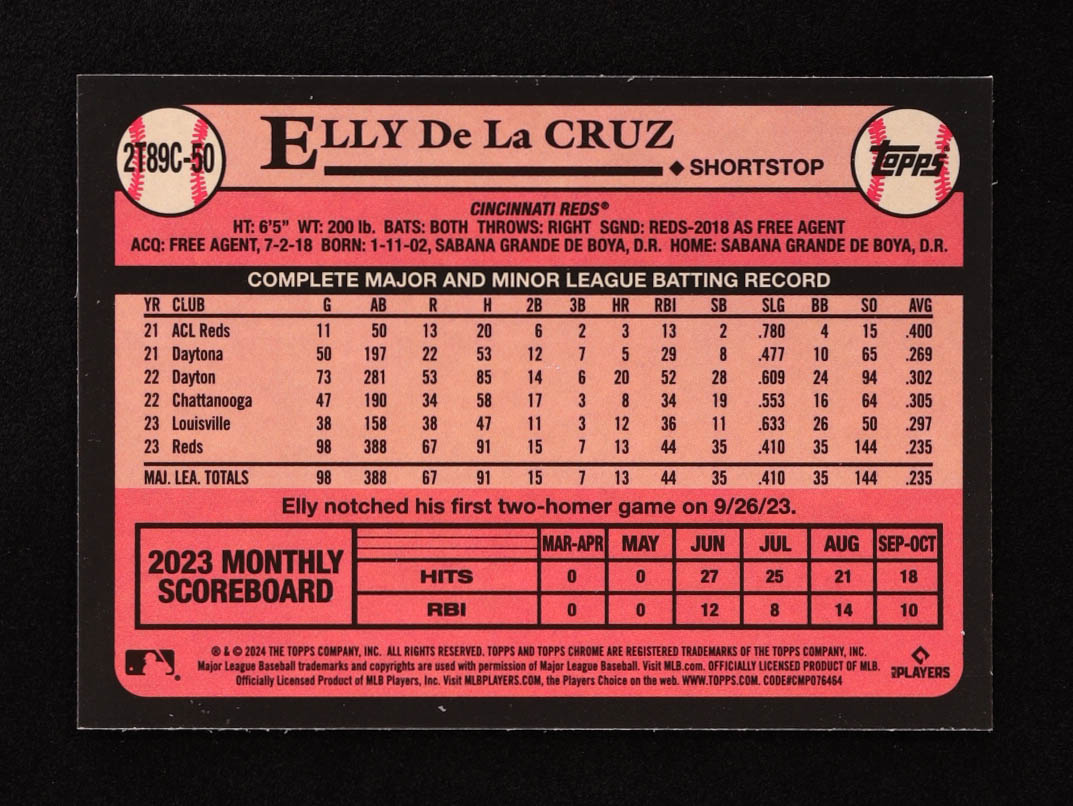 2T89C-50
ELLY De La CRUZ
◆ SHORTSTOP
TOPPS®
CINCINNATI REDS®
HT: 6'5" WT: 200 lb. BATS: BOTH THROWS: RIGHT SGND: REDS-2018 AS FREE AGENT
ACQ: FREE AGENT, 7-2-18 BORN: 1-11-02, SABANA GRANDE DE BOYA, D.R. HOME: SABANA GRANDE DE BOYA, D.R.
COMPLETE MAJOR AND MINOR LEAGUE BATTING RECORD
YR CLUB G AB R H 2B 3B HR RBI SB SLG BB SO AVG
21 ACL Reds 11 50 13 20 6 2 3 13 2 .780 4 15 .400
21 Daytona 50 197 22 53 12 7 5 29 8 .477 10 65 .269
22 Dayton 73 281 53 85 14 6 20 52 28 .609 24 94 .302
22 Chattanooga 47 190 34 58 17 3 8 34 19 .553 16 64 .305
23 Louisville 38 158 38 47 11 3 12 36 11 .633 26 50 .297
23 Reds 98 388 67 91 15 7 13 44 35 .410 35 144 .235
MAJ. LEA. TOTALS 98 388 67 91 15 7 13 44 35 .410 35 144 .235
Elly notched his first two-homer game on 9/26/23.
2023 MONTHLY
SCOREBOARD
MAR-APR MAY JUN JUL AUG SEP-OCT
HITS 0 0 27 25 21 18
RBI 0 0 12 8 14 10
® & © 2024 THE TOPPS COMPANY, INC. ALL RIGHTS RESERVED. TOPPS AND TOPPS CHROME ARE REGISTERED TRADEMARKS OF THE TOPPS COMPANY, INC.
Major League Baseball trademarks and copyrights are used with permission of Major League Baseball. Visit MLB.com. OFFICIALLY LICENSED PRODUCT OF MLB.
Officially Licensed Product of MLB Players, Inc. Visit MLBPLAYERS.COM, the Players Choice on the web. WWW.TOPPS.COM. CODE#CMP076464
MLB PLAYERS